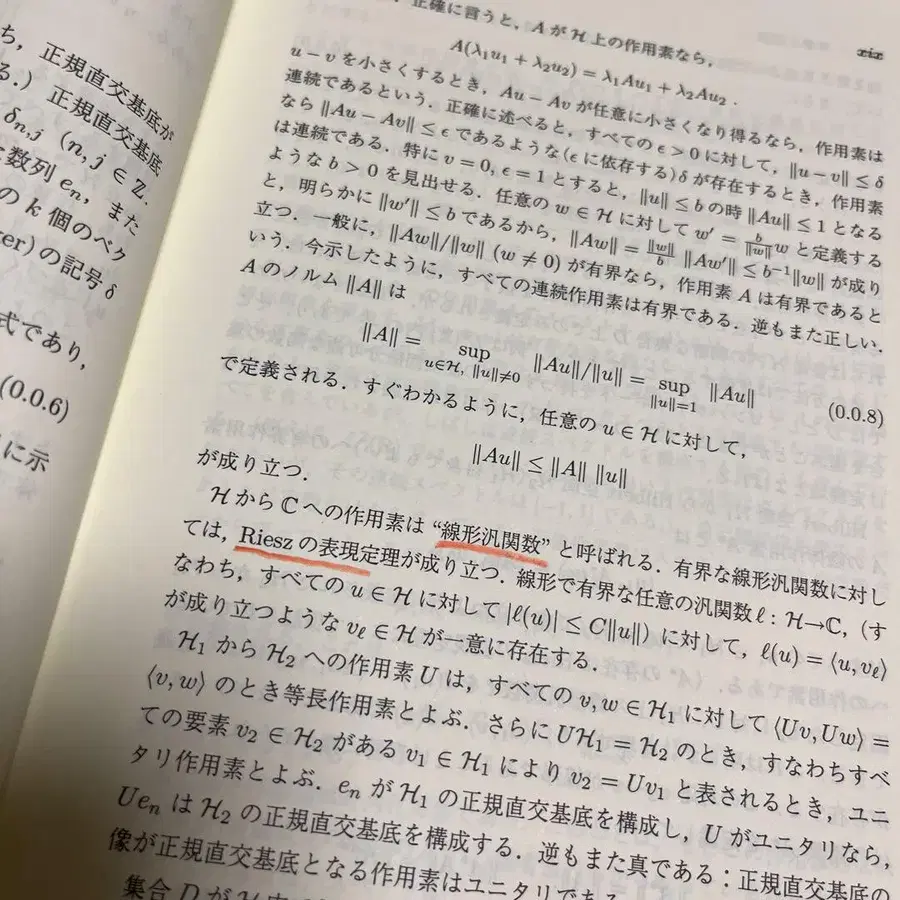 ち，正規直交基底が
る．）正規直交基底
δₙ,ⱼ (n, j ∈ Z.
数列 eₙ，また
の k 個のベク
の記号 δ
式であり，
(0.0.6)
に示
xix
正確に言うと，A が H 上の作用素なら，
A(λ₁u₁ + λ₂u₂) = λ₁Au₁ + λ₂Au₂ .
u − v を小さくするとき，Au − Av が任意に小さくなり得るなら，作用素は
連続であるという．正確に述べると，すべての ϵ > 0 に対して，∥u − v∥ ≤ δ
なら ∥Au − Av∥ ≤ ϵ であるような(ϵ に依存する) δ が存在するとき，作用素
は連続である．特に v = 0, ϵ = 1 とすると，∥u∥ ≤ b の時 ∥Au∥ ≤ 1 となる
ような b > 0 を見出せる．任意の w ∈ H に対して w′ = b/∥w∥ w と定義する
と，明らかに ∥w′∥ ≤ b であるから，∥Aw∥ = ∥w∥/b ∥Aw′∥ ≤ b⁻¹∥w∥ が成り
立つ．一般に，∥Aw∥/∥w∥ (w ≠ 0) が有界なら，作用素 A は有界であると
いう．今示したように，すべての連続作用素は有界である．逆もまた正しい．
A のノルム ∥A∥ は
∥A∥ = sup u∈H, ∥u∥≠0 ∥Au∥/∥u∥ = sup ∥u∥=1 ∥Au∥ (0.0.8)
で定義される．すぐわかるように，任意の u ∈ H に対して，
∥Au∥ ≤ ∥A∥ ∥u∥
が成り立つ．
H から C への作用素は “線形汎関数” と呼ばれる．有界な線形汎関数に対し
ては，Riesz の表現定理が成り立つ．線形で有界な任意の汎関数 ℓ : H→C,（す
なわち，すべての u ∈ H に対して |ℓ(u)| ≤ C∥u∥）に対して，ℓ(u) = ⟨u, vℓ⟩
が成り立つような vℓ ∈ H が一意に存在する．
H₁ から H₂ への作用素 U は，すべての v, w ∈ H₁ に対して ⟨Uv, Uw⟩ =
⟨v, w⟩ のとき等長作用素とよぶ．さらに UH₁ = H₂ のとき，すなわちすべ
ての要素 v₂ ∈ H₂ がある v₁ ∈ H₁ により v₂ = Uv₁ と表されるとき，ユニ
タリ作用素とよぶ．eₙ が H₁ の正規直交基底を構成し，U がユニタリなら，
Ueₙ は H₂ の正規直交基底を構成する．逆もまた真である：正規直交基底の
像が正規直交基底となる作用素はユニタリである
集合 D が H